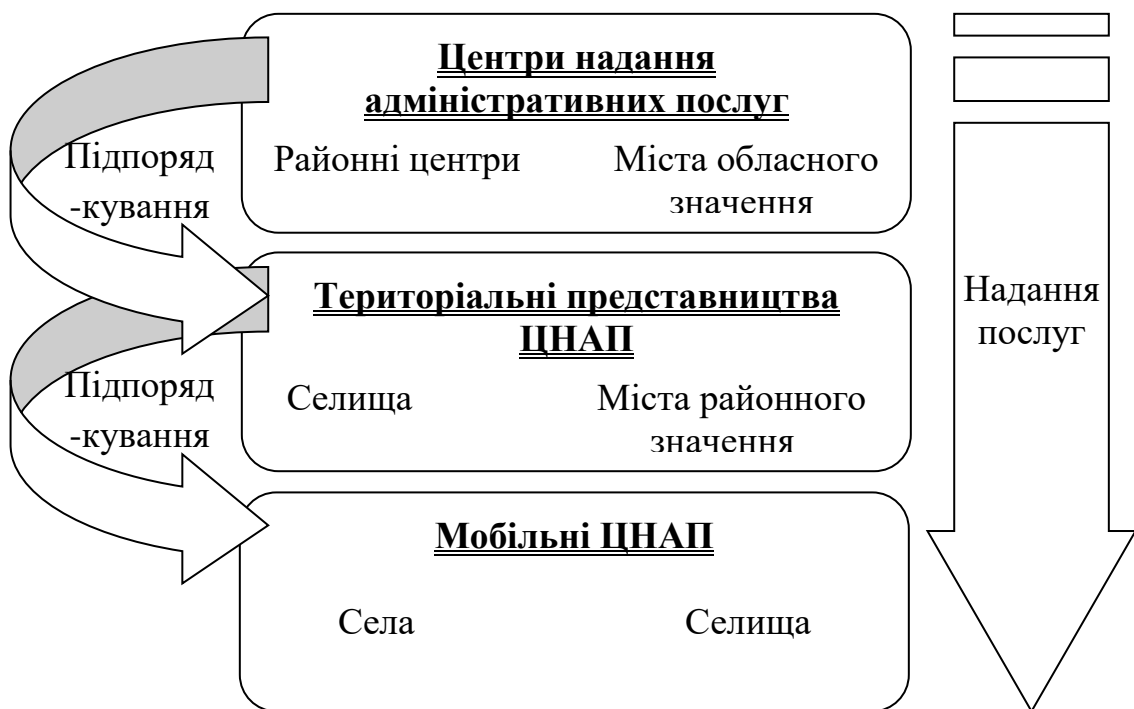 Центри надання
адміністративних послуг
Підпоряд
-кування
Районні центри
Міста обласного
значення
Територіальні представництва
ЦНАП
Надання
послуг
Підпоряд
-кування
Селища
Міста районного
значення
Мобільні ЦНАП
Села
Селища